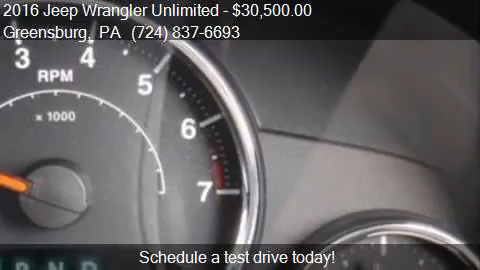 2016 Jeep Wrangler Unlimited - $30,500.00
Greensburg, PA (724) 837-6693
3
4
RPM
5
x 1000
6
7
R N D
Schedule a test drive today!